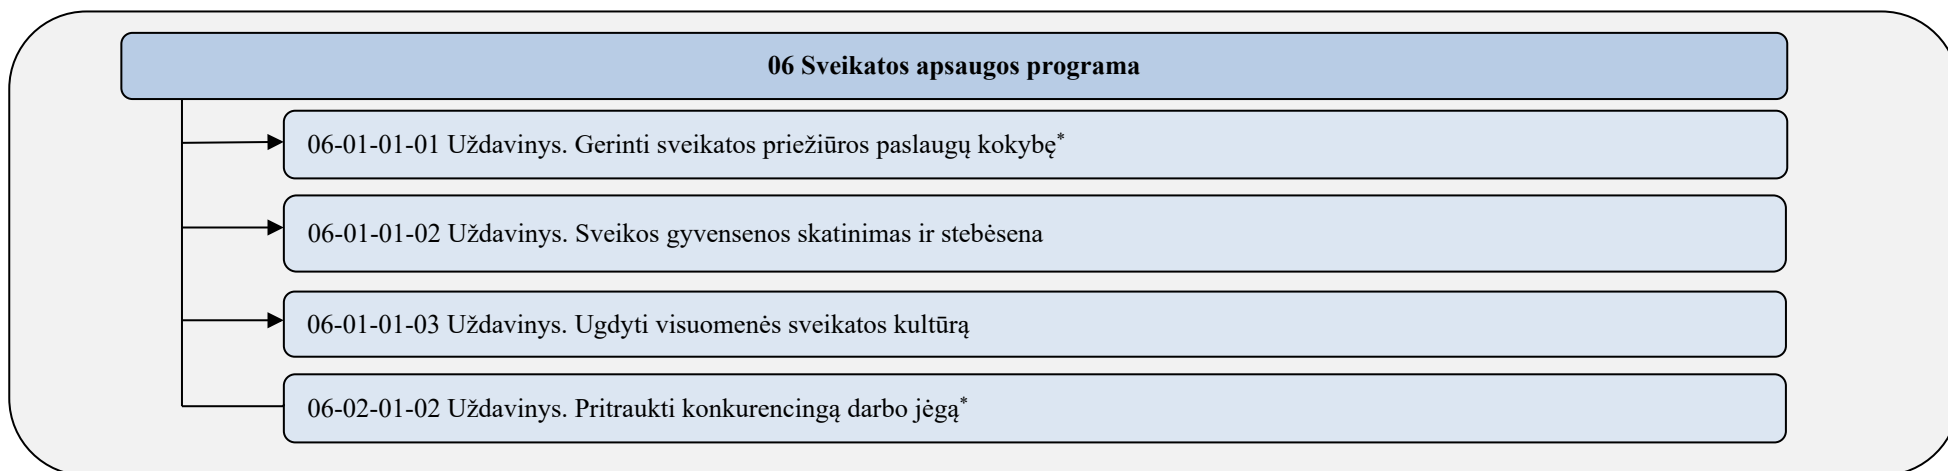 06 Sveikatos apsaugos programa
06-01-01-01 Uždavinys. Gerinti sveikatos priežiūros paslaugų kokybę*
06-01-01-02 Uždavinys. Sveikos gyvensenos skatinimas ir stebėsena
06-01-01-03 Uždavinys. Ugdyti visuomenės sveikatos kultūrą
06-02-01-02 Uždavinys. Pritraukti konkurencingą darbo jėgą*